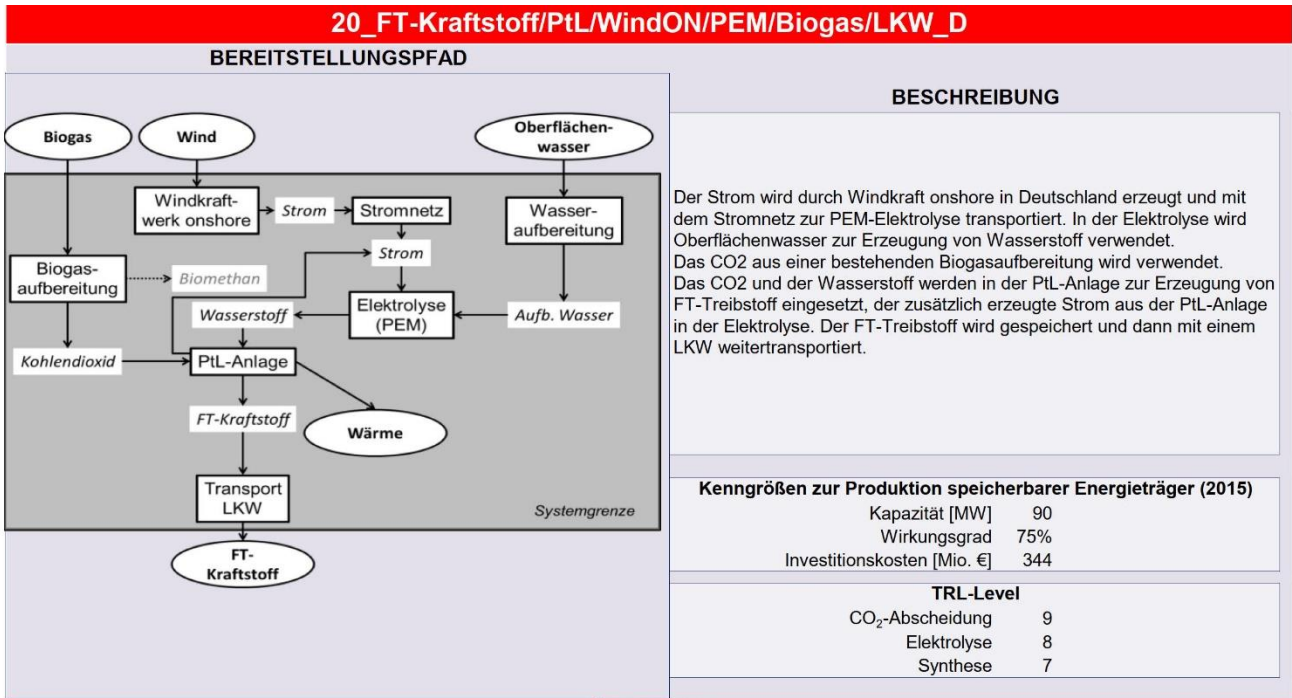 20_FT-Kraftstoff/PtL/WindON/PEM/Biogas/LKW_D
BEREITSTELLUNGSPFAD
Biogas
Wind
Oberflächen-
wasser
Windkraft-
werk onshore
Strom
Stromnetz
Wasser-
aufbereitung
Strom
Biogas-
aufbereitung
Biomethan
Elektrolyse
(PEM)
Wasserstoff
Aufb. Wasser
Kohlendioxid
PtL-Anlage
FT-Kraftstoff
Wärme
Transport
LKW
Systemgrenze
FT-
Kraftstoff
BESCHREIBUNG
Der Strom wird durch Windkraft onshore in Deutschland erzeugt und mit
dem Stromnetz zur PEM-Elektrolyse transportiert. In der Elektrolyse wird
Oberflächenwasser zur Erzeugung von Wasserstoff verwendet.
Das CO2 aus einer bestehenden Biogasaufbereitung wird verwendet.
Das CO2 und der Wasserstoff werden in der PtL-Anlage zur Erzeugung von
FT-Treibstoff eingesetzt, der zusätzlich erzeugte Strom aus der PtL-Anlage
in der Elektrolyse. Der FT-Treibstoff wird gespeichert und dann mit einem
LKW weitertransportiert.
Kenngrößen zur Produktion speicherbarer Energieträger (2015)
Kapazität [MW] 90
Wirkungsgrad 75%
Investitionskosten [Mio. €] 344
TRL-Level
CO₂-Abscheidung 9
Elektrolyse 8
Synthese 7